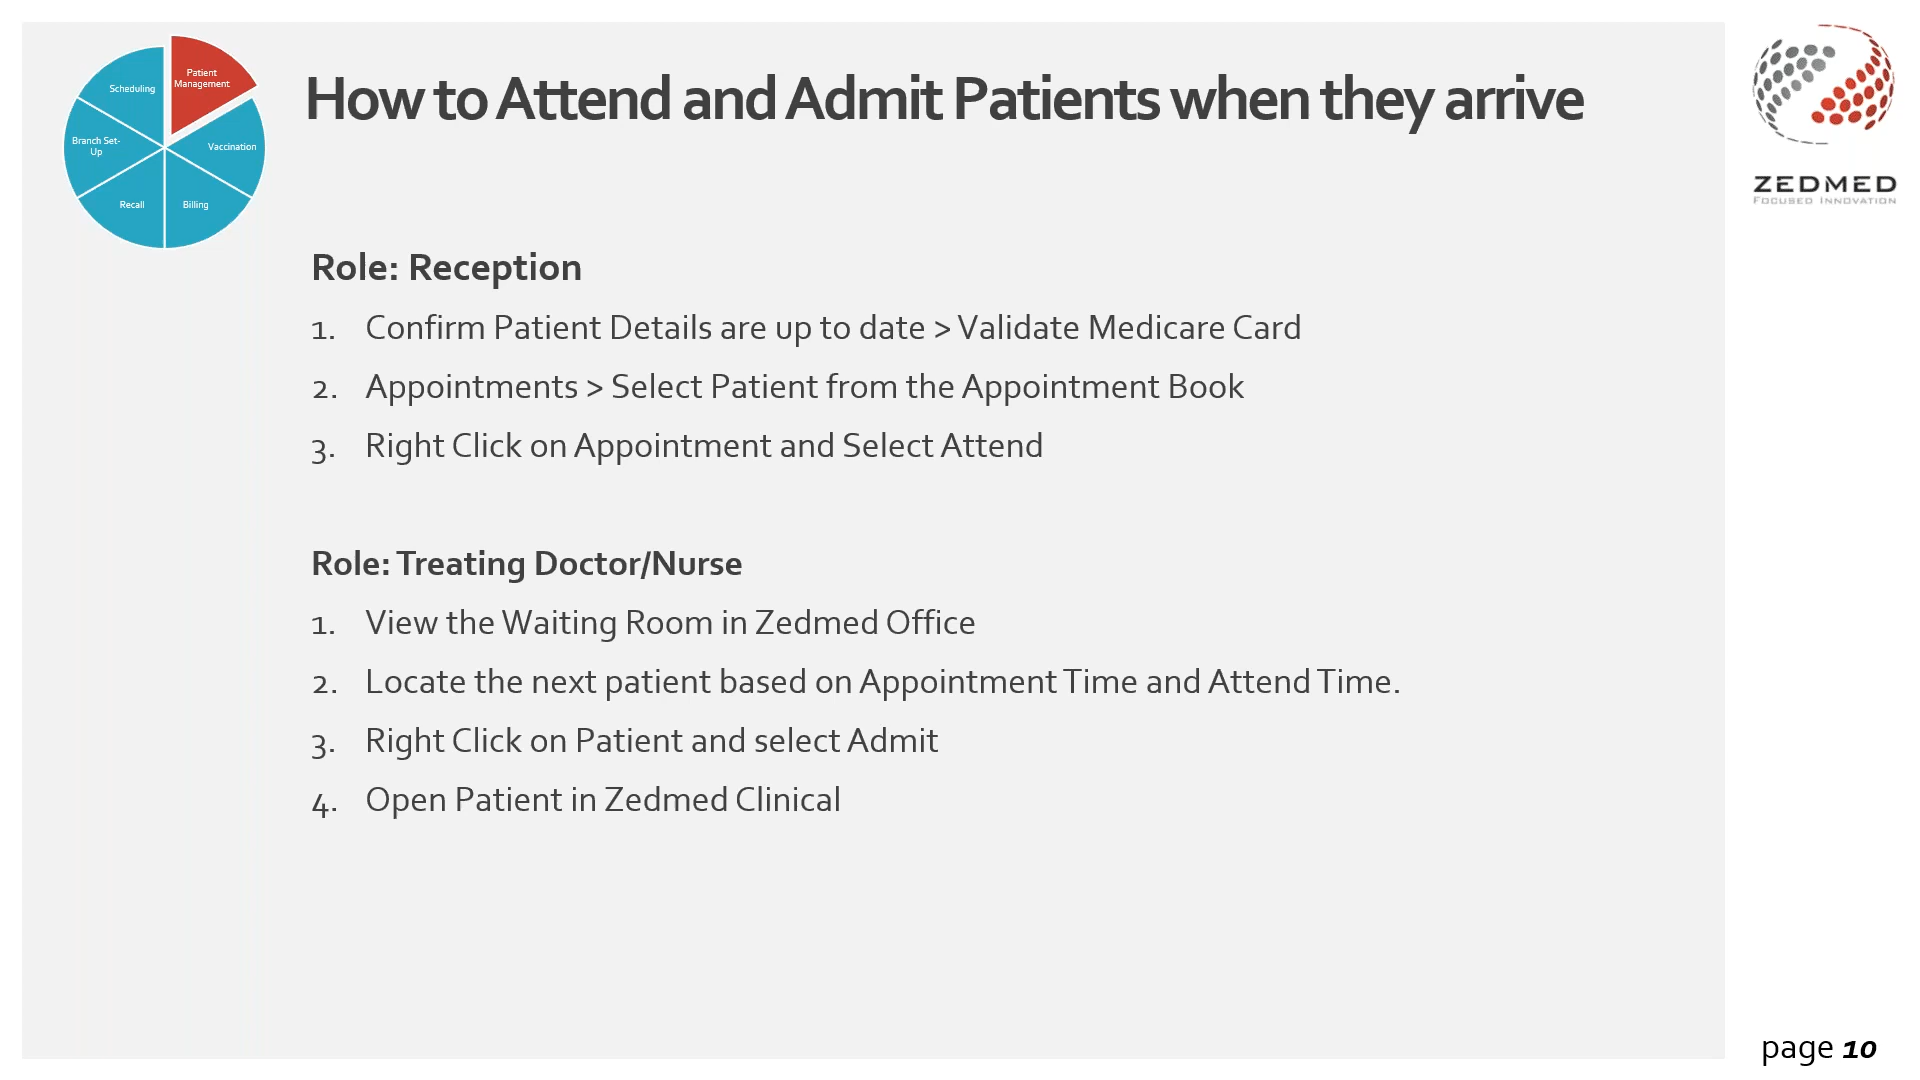 Patient
Management
Scheduling
Branch Set-
Up
Vaccination
Recall
Billing
How to Attend and Admit Patients when they arrive
ZEDMED
FOCUSED INNOVATION
Role: Reception
1. Confirm Patient Details are up to date > Validate Medicare Card
2. Appointments > Select Patient from the Appointment Book
3. Right Click on Appointment and Select Attend
Role: Treating Doctor/Nurse
1. View the Waiting Room in Zedmed Office
2. Locate the next patient based on Appointment Time and Attend Time.
3. Right Click on Patient and select Admit
4. Open Patient in Zedmed Clinical
page 10